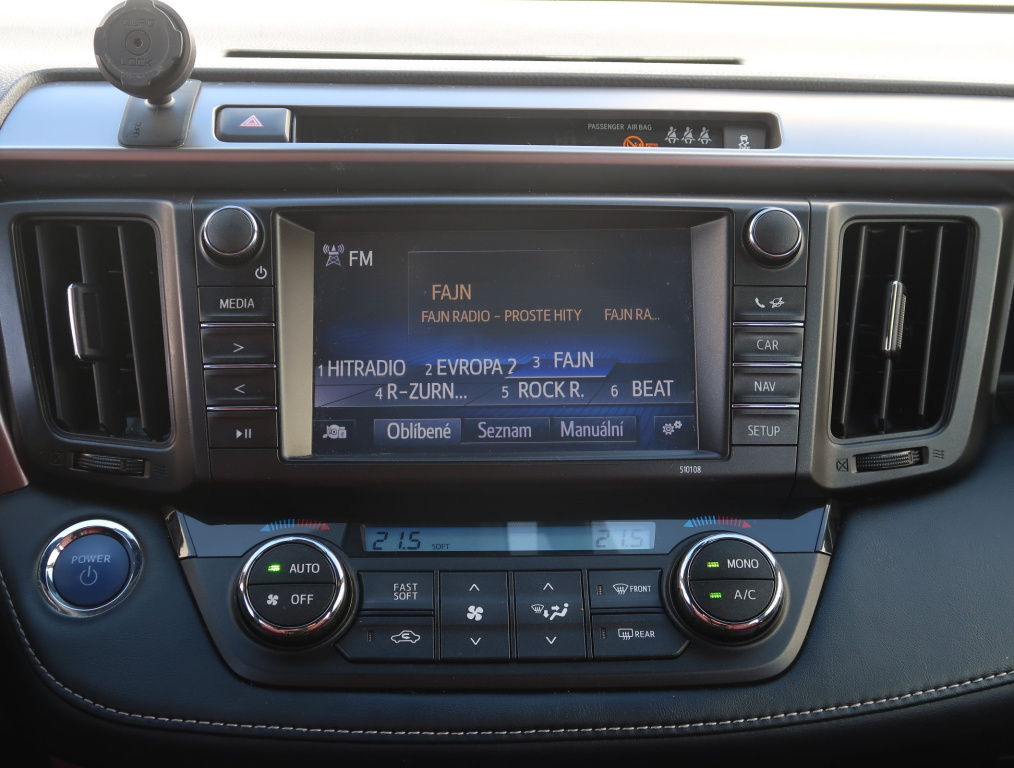 LOCK
PASSENGER AIR BAG
FM
FAJN
FAJN RADIO - PROSTE HITY FAJN RA...
1 HITRADIO 2 EVROPA 2 3 FAJN
4 R-ZURN... 5 ROCK R. 6 BEAT
Oblíbené Seznam Manuální
510108
MEDIA
>
<
CAR
NAV
SETUP
POWER
21.5 SOFT 21.5
AUTO
OFF
FAST
SOFT
FRONT
REAR
MONO
A/C